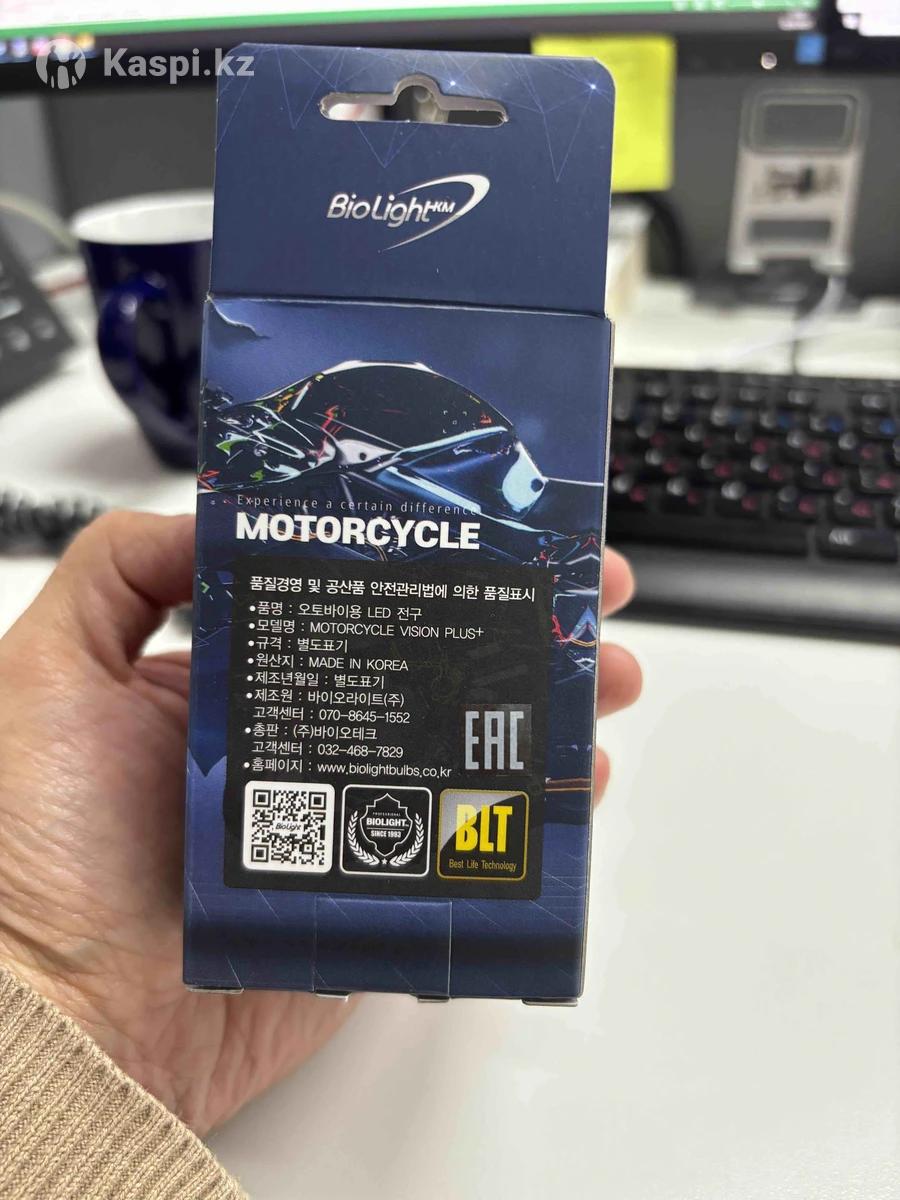 Kaspi.kz
BioLight HKM
Experience a certain difference
MOTORCYCLE
품질경영 및 공산품 안전관리법에 의한 품질표시
•품명 : 오토바이용 LED 전구
•모델명 : MOTORCYCLE VISION PLUS+
•규격 : 별도표기
•원산지 : MADE IN KOREA
•제조년월일 : 별도표기
•제조원 : 바이오라이트(주)
고객센터 : 070-8645-1552
•총판 : (주)바이오테크
고객센터 : 032-468-7829
•홈페이지 : www.biolightbulbs.co.kr
EAC
BioLight
PROFESSIONAL
BIOLIGHT
SINCE 1993
BLT
Best Life Technology